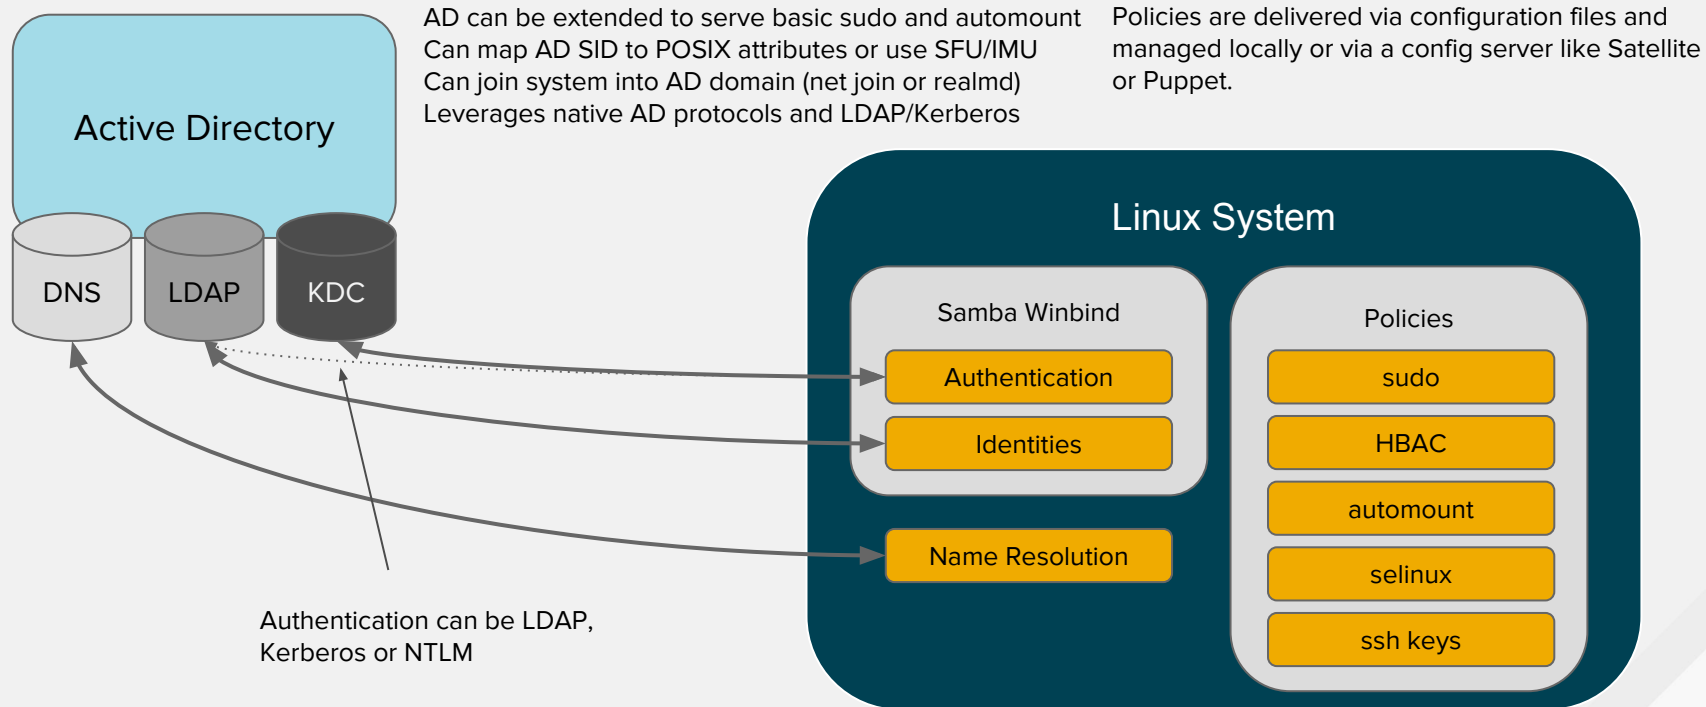 AD can be extended to serve basic sudo and automount
Can map AD SID to POSIX attributes or use SFU/IMU
Can join system into AD domain (net join or realmd)
Leverages native AD protocols and LDAP/Kerberos
Policies are delivered via configuration files and
managed locally or via a config server like Satellite
or Puppet.
Active Directory
DNS
LDAP
KDC
Linux System
Samba Winbind
Authentication
Identities
Name Resolution
Policies
sudo
HBAC
automount
selinux
ssh keys
Authentication can be LDAP,
Kerberos or NTLM